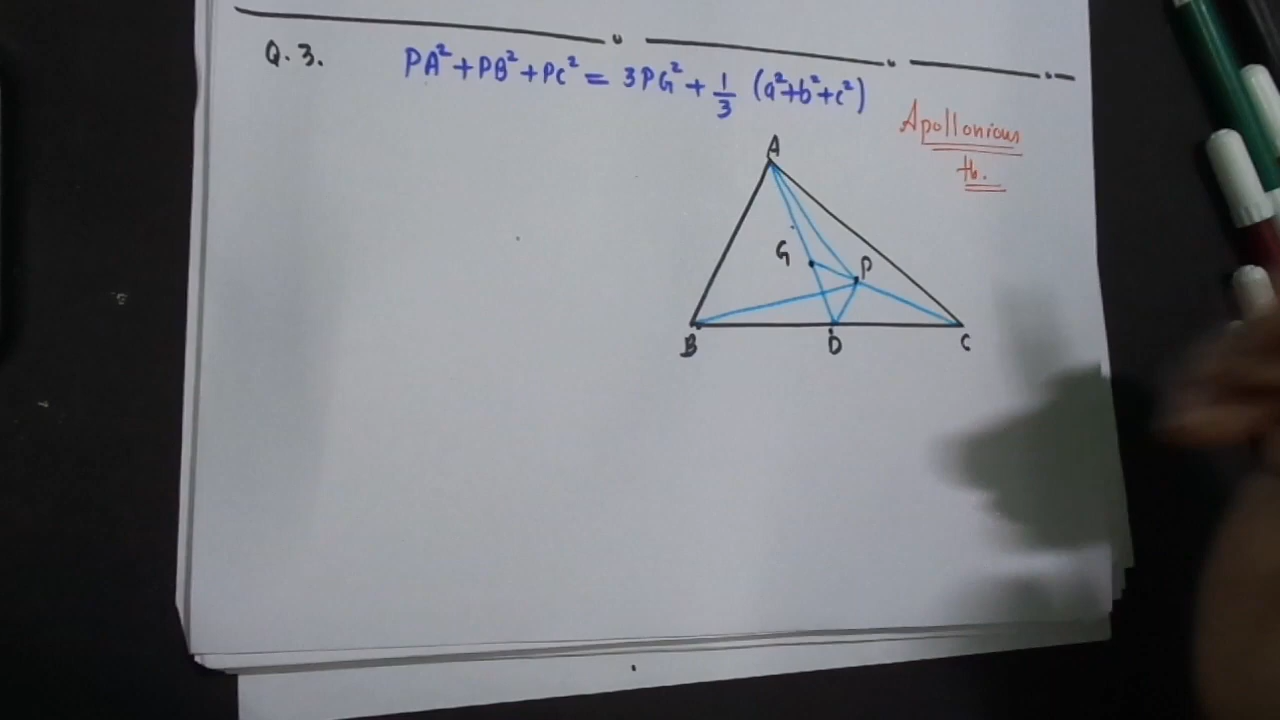 Q.3. PA²+PB²+PC² = 3PG² + 1/3 (a²+b²+c²)
Apollonious
th.
A
G
P
B
D
C